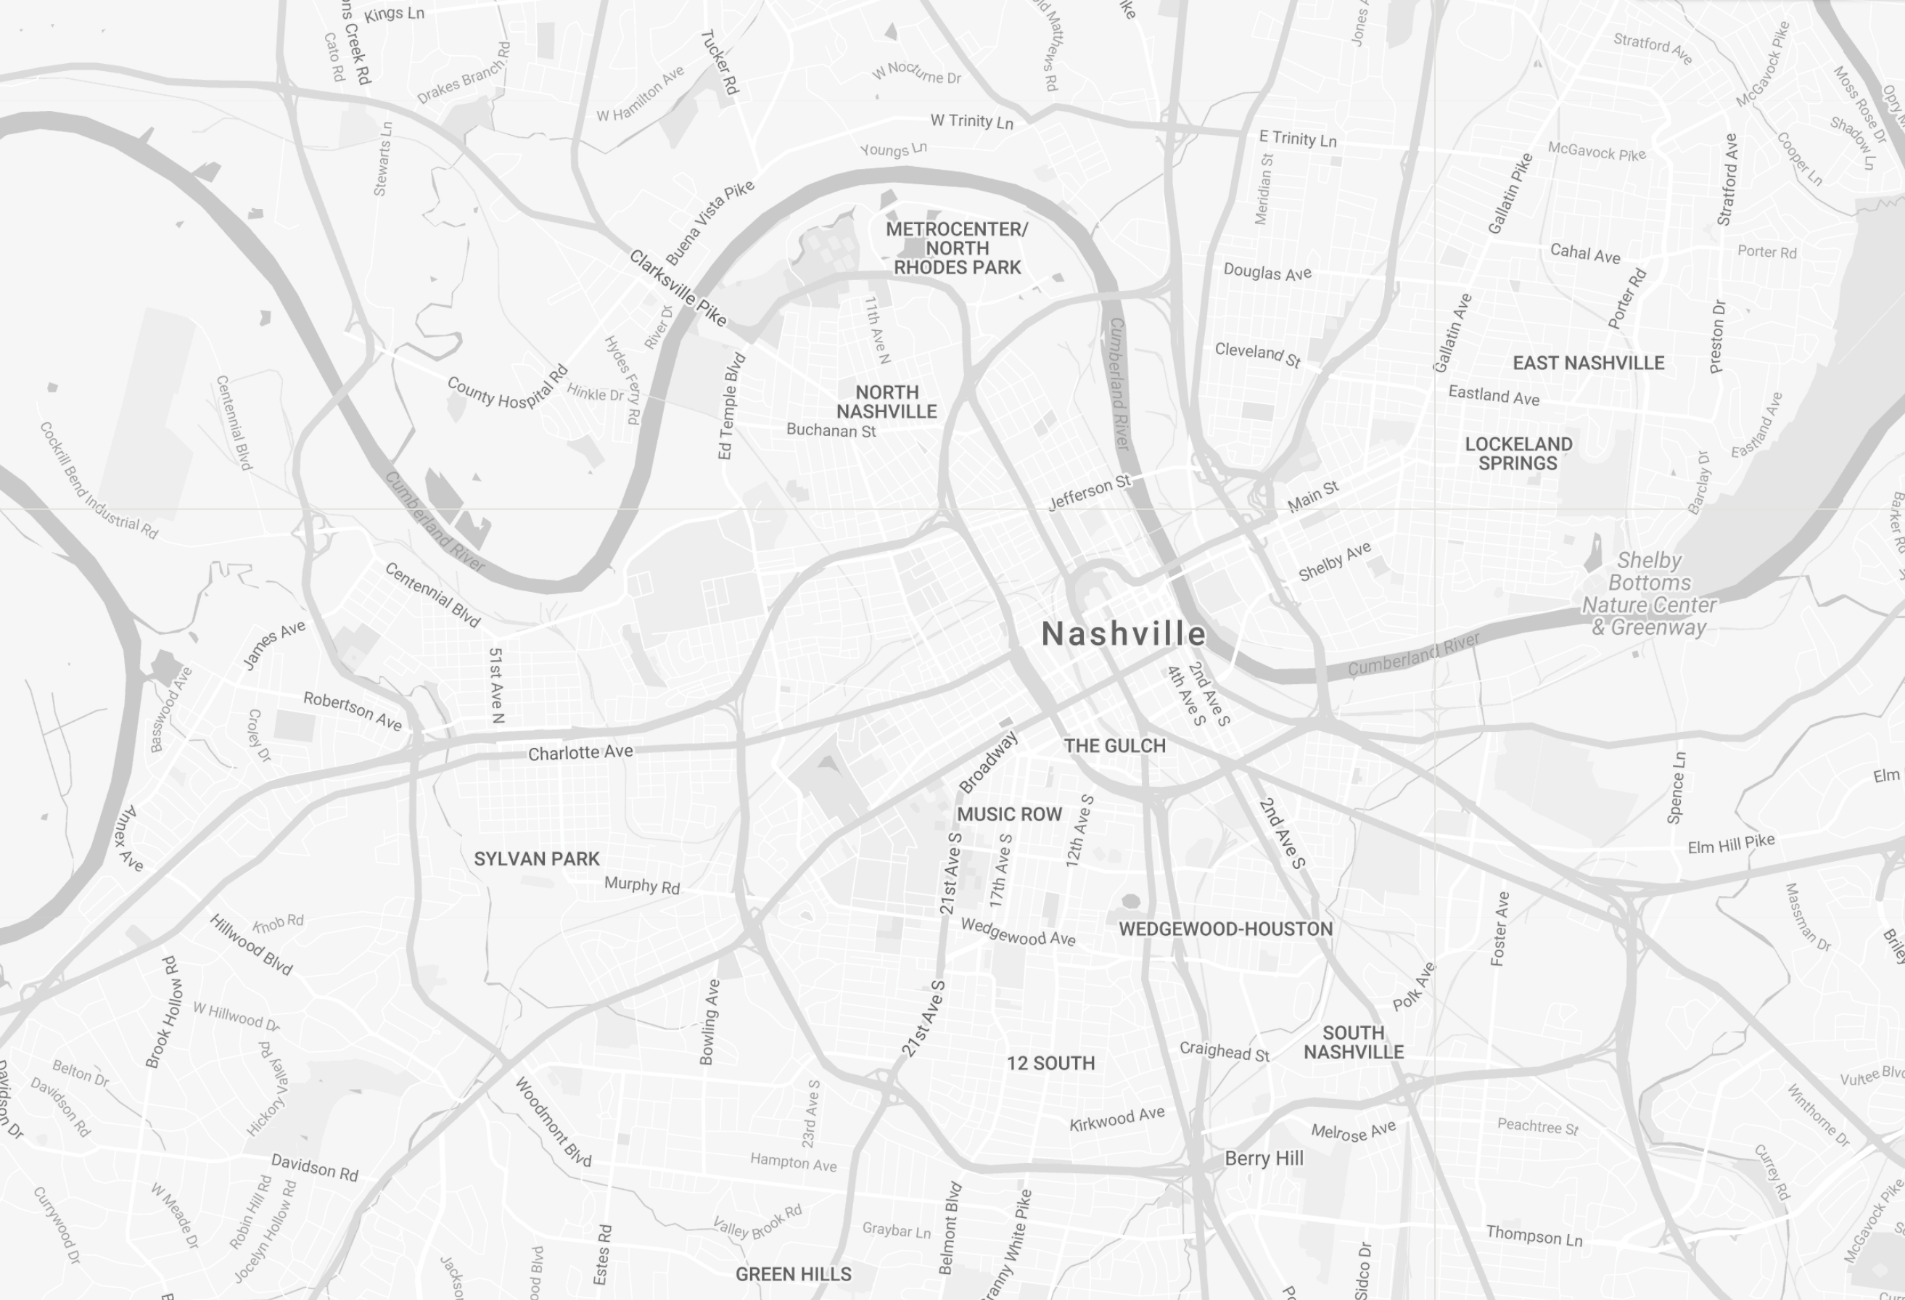 Kings Ln
Cato Rd
Drakes Branch Rd
Tucker Rd
W Hamilton Ave
W Nocturne Dr
Old Matthews Rd
W Trinity Ln
Youngs Ln
E Trinity Ln
Meridian St
Stratford Ave
McGavock Pike
McGavock Pike
Moss Rose Dr
Shadow Ln
Cooper Ln
Stratford Ave
Gallatin Pike
Stewarts Ln
Buena Vista Pike
Clarksville Pike
River Dr
METROCENTER/
NORTH
RHODES PARK
11th Ave N
Douglas Ave
Cahal Ave
Porter Rd
Porter Rd
Preston Dr
Gallatin Ave
Cleveland St
EAST NASHVILLE
Eastland Ave
Eastland Ave
Cumberland River
County Hospital Rd
Hinkle Dr
Hydes Ferry Rd
Ed Temple Blvd
NORTH
NASHVILLE
Buchanan St
Centennial Blvd
Cockrill Bend Industrial Rd
Cumberland River
LOCKELAND
SPRINGS
Barclay Dr
Jefferson St
Main St
Shelby Ave
Shelby
Bottoms
Nature Center
& Greenway
Centennial Blvd
James Ave
51st Ave N
Robertson Ave
Basswood Ave
Croley Dr
Nashville
Cumberland River
2nd Ave S
4th Ave S
Charlotte Ave
Broadway
THE GULCH
MUSIC ROW
2nd Ave S
Spence Ln
Elm Hill Pike
Annex Ave
SYLVAN PARK
Murphy Rd
21st Ave S
17th Ave S
12th Ave S
Wedgewood Ave
WEDGEWOOD-HOUSTON
Foster Ave
Massman Dr
Knob Rd
Hillwood Blvd
Brook Hollow Rd
W Hillwood Dr
Bowling Ave
21st Ave S
Polk Ave
SOUTH
NASHVILLE
Craighead St
12 SOUTH
Belton Dr
Davidson Rd
Hickory Valley Rd
Woodmont Blvd
23rd Ave S
Kirkwood Ave
Melrose Ave
Peachtree St
Vultee Blvd
Winthorne Dr
Davidson Dr
Davidson Rd
Hampton Ave
Berry Hill
Currey Rd
McGavock Pike
Currywood Dr
W Meade Dr
Robin Hill Rd
Jocelyn Hollow Rd
Estes Rd
Valley Brook Rd
Graybar Ln
Belmont Blvd
Granny White Pike
Thompson Ln
Sidco Dr
GREEN HILLS